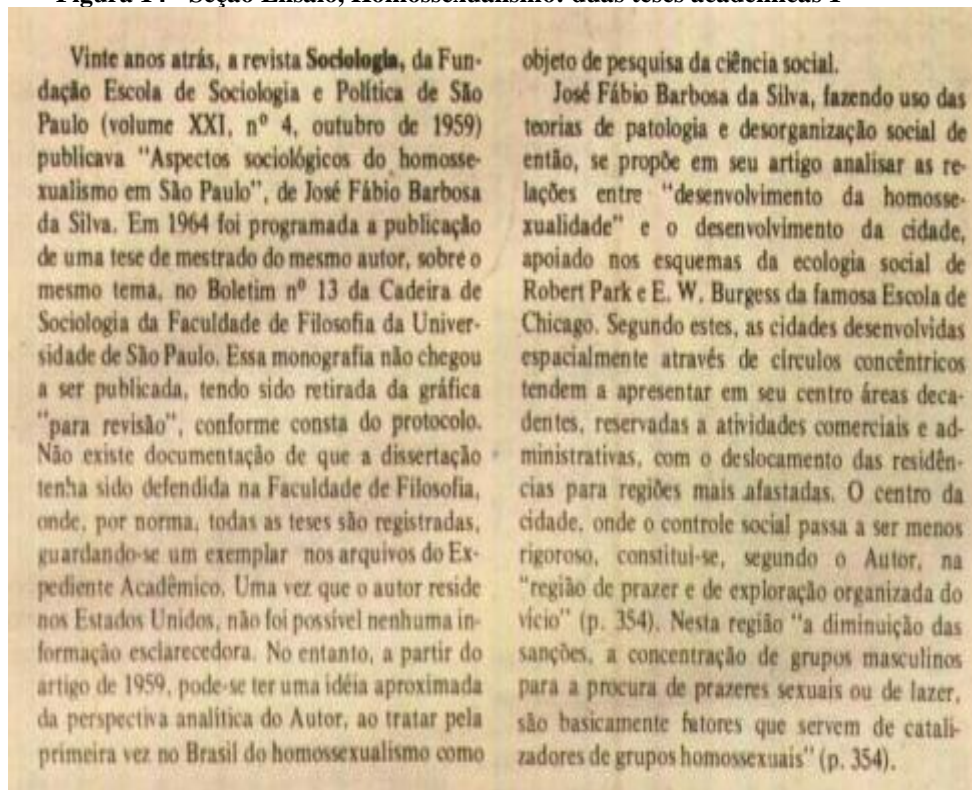 Figura 14 - Seção Ensaio, Homossexualismo: duas teses acadêmicas 1
Vinte anos atrás, a revista Sociologia, da Fun-
dação Escola de Sociologia e Política de São
Paulo (volume XXI, nº 4, outubro de 1959)
publicava "Aspectos sociológicos do homosse-
xualismo em São Paulo", de José Fábio Barbosa
da Silva. Em 1964 foi programada a publicação
de uma tese de mestrado do mesmo autor, sobre o
mesmo tema, no Boletim nº 13 da Cadeira de
Sociologia da Faculdade de Filosofia da Univer-
sidade de São Paulo. Essa monografia não chegou
a ser publicada, tendo sido retirada da gráfica
"para revisão", conforme consta do protocolo.
Não existe documentação de que a dissertação
tenha sido defendida na Faculdade de Filosofia,
onde, por norma, todas as teses são registradas,
guardando-se um exemplar nos arquivos do Ex-
pediente Acadêmico. Uma vez que o autor reside
nos Estados Unidos, não foi possível nenhuma in-
formação esclarecedora. No entanto, a partir do
artigo de 1959, pode-se ter uma idéia aproximada
da perspectiva analítica do Autor, ao tratar pela
primeira vez no Brasil do homossexualismo como
objeto de pesquisa da ciência social.
José Fábio Barbosa da Silva, fazendo uso das
teorias de patologia e desorganização social de
então, se propõe em seu artigo analisar as re-
lações entre "desenvolvimento da homosse-
xualidade" e o desenvolvimento da cidade,
apoiado nos esquemas da ecologia social de
Robert Park e E. W. Burgess da famosa Escola de
Chicago. Segundo estes, as cidades desenvolvidas
espacialmente através de círculos concêntricos
tendem a apresentar em seu centro áreas deca-
dentes, reservadas a atividades comerciais e ad-
ministrativas, com o deslocamento das residên-
cias para regiões mais afastadas. O centro da
cidade, onde o controle social passa a ser menos
rigoroso, constitui-se, segundo o Autor, na
"região de prazer e de exploração organizada do
vício" (p. 354). Nesta região "a diminuição das
sanções, a concentração de grupos masculinos
para a procura de prazeres sexuais ou de lazer,
são basicamente fatores que servem de catali-
zadores de grupos homossexuais" (p. 354).